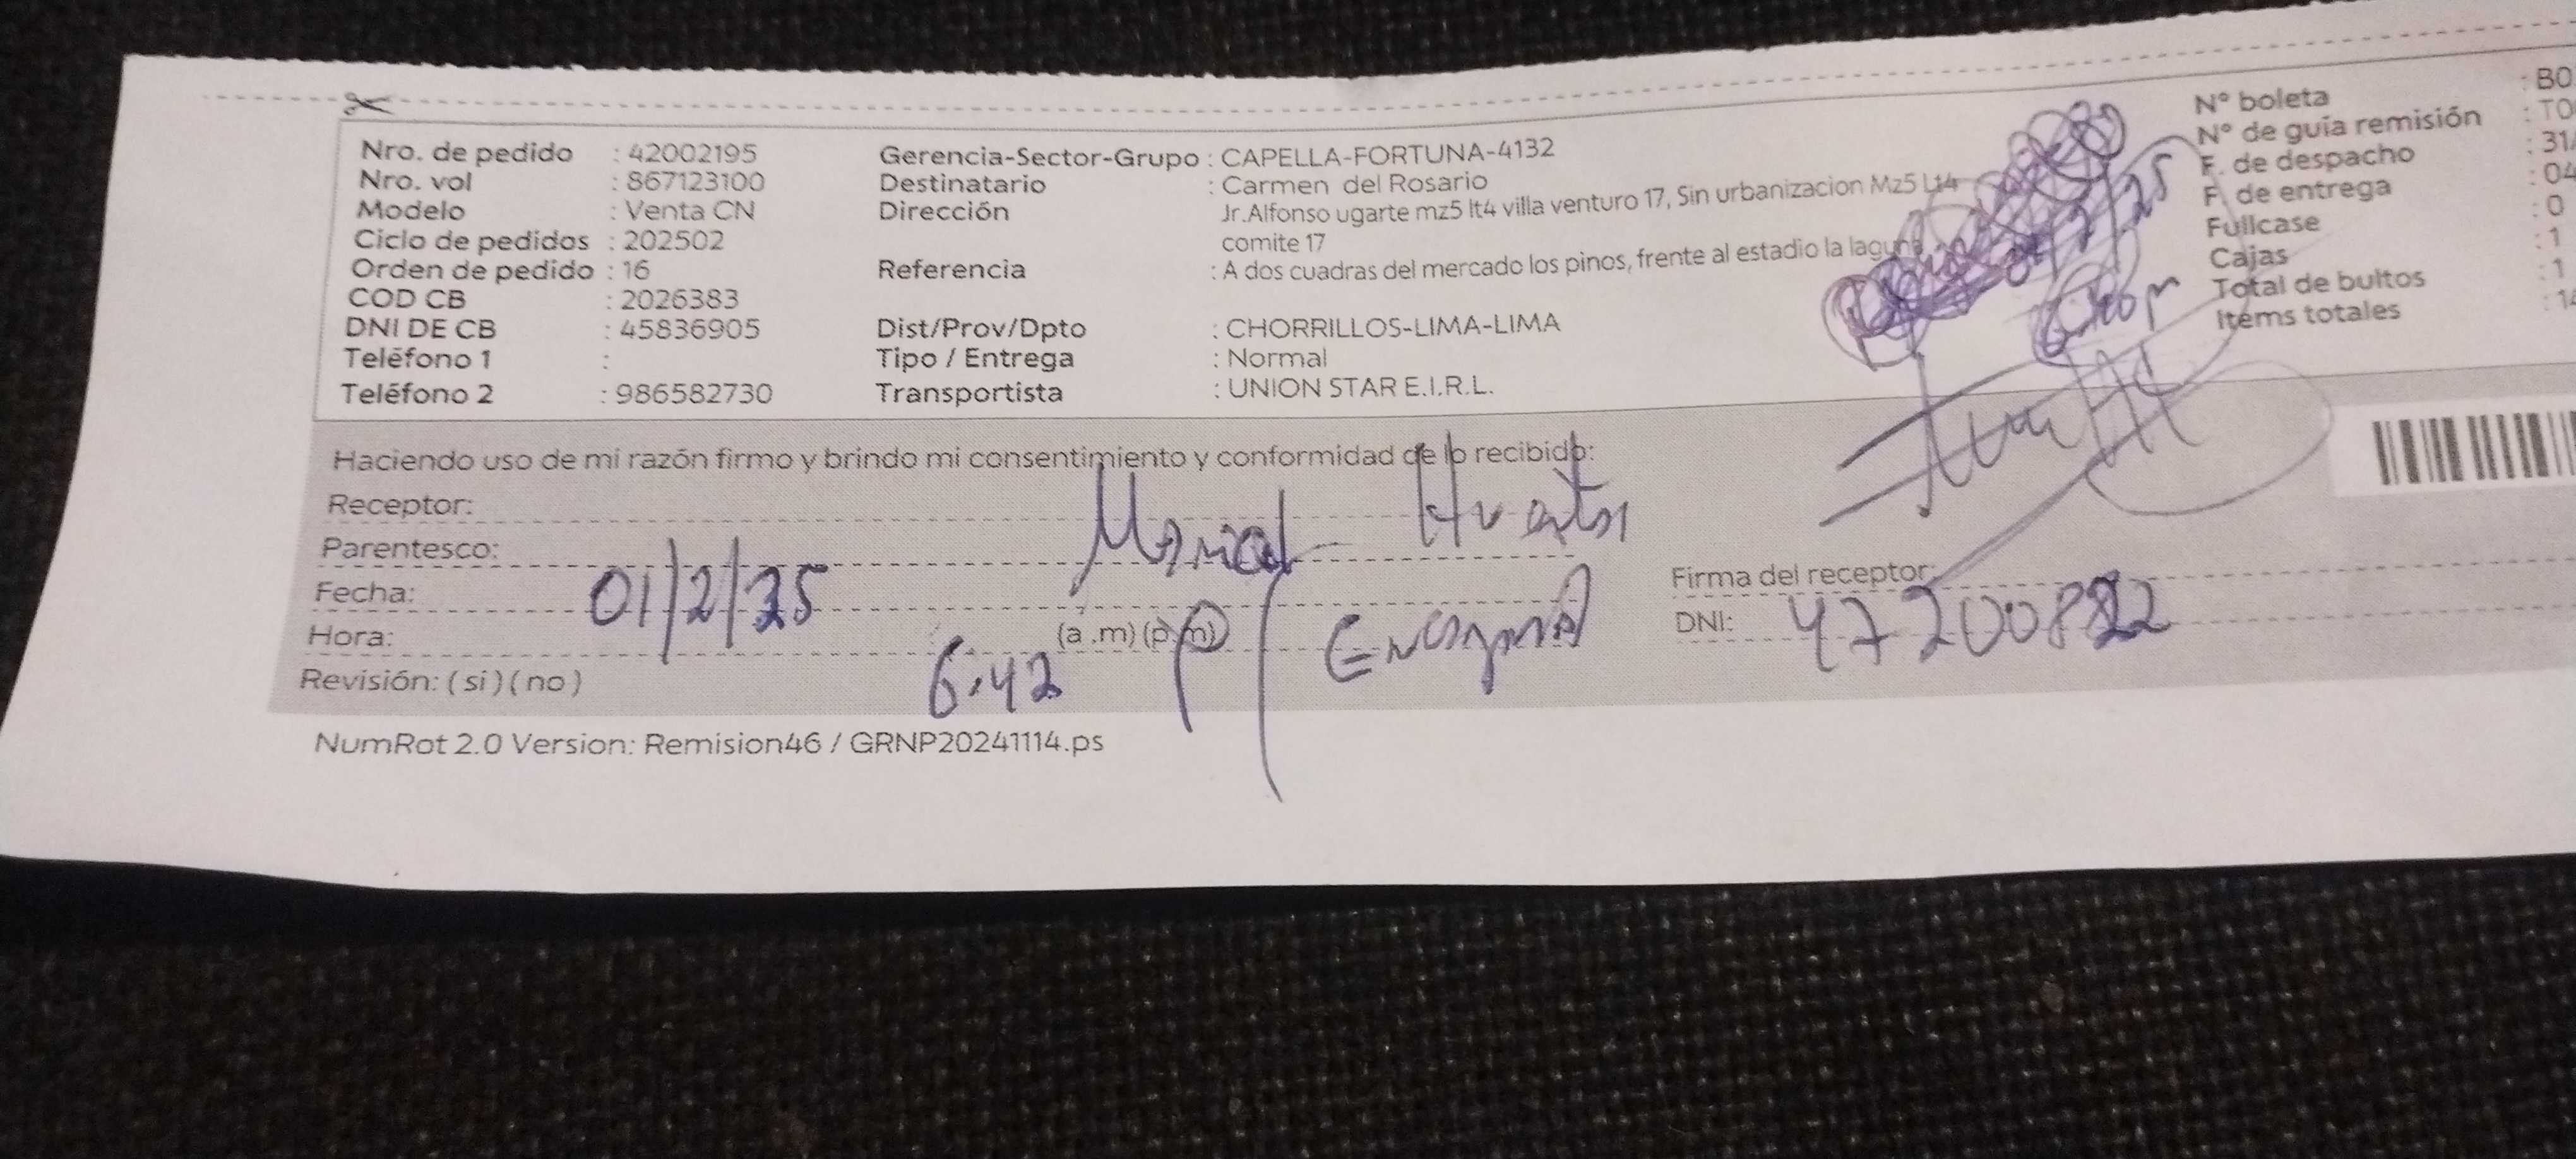 Nro. de pedido : 42002195
Nro. vol : 867123100
Modelo : Venta CN
Ciclo de pedidos : 202502
Orden de pedido : 16
COD CB : 2026383
DNI DE CB : 45836905
Teléfono 1 :
Teléfono 2 : 986582730
Gerencia-Sector-Grupo : CAPELLA-FORTUNA-4132
Destinatario : Carmen del Rosario
Dirección : Jr.Alfonso ugarte mz5 lt4 villa venturo 17, Sin urbanizacion Mz5 Lt4
comite 17
Referencia : A dos cuadras del mercado los pinos, frente al estadio la laguna
Dist/Prov/Dpto : CHORRILLOS-LIMA-LIMA
Tipo / Entrega : Normal
Transportista : UNION STAR E.I.R.L.
N° boleta : BO
N° de guía remisión : TO
F. de despacho : 31
F. de entrega : 04
Fullcase : 0
Cajas : 1
Total de bultos : 1
Items totales : 14
Haciendo uso de mi razón firmo y brindo mi consentimiento y conformidad de lo recibido:
Receptor:
Parentesco:
Fecha: 01/2/25
Hora: 6:42 (a .m) (p. m)
Revisión: ( si ) ( no )
Firma del receptor:
DNI: 47200882
NumRot 2.0 Version: Remision46 / GRNP20241114.ps